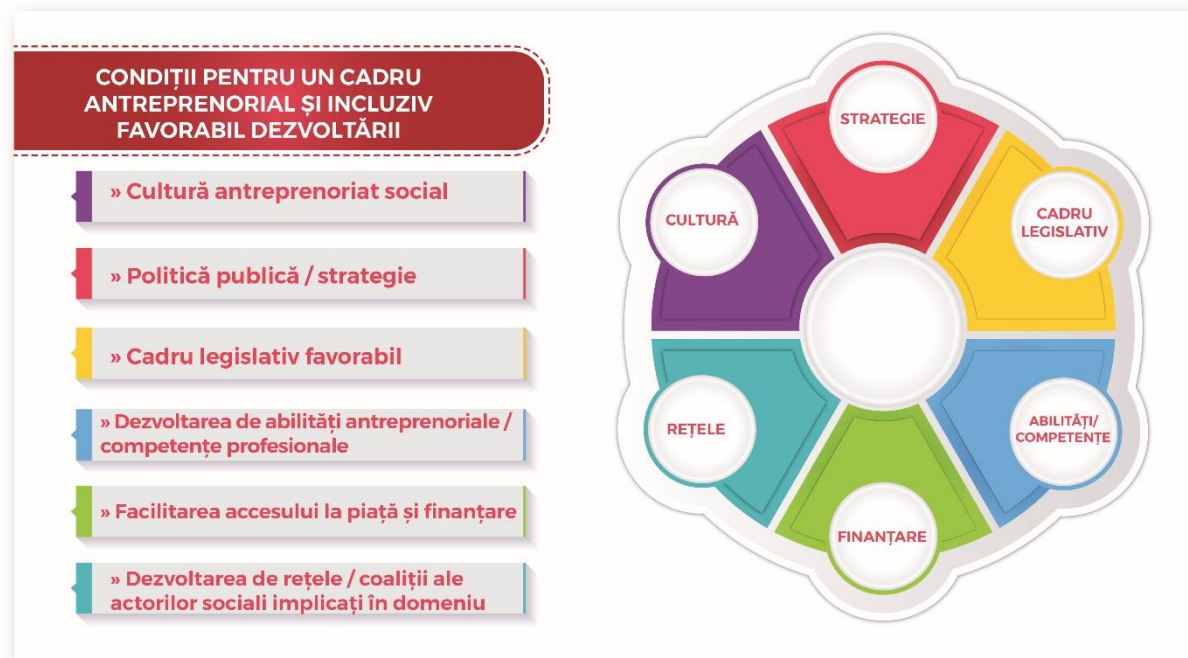 CONDIȚII PENTRU UN CADRU
ANTREPRENORIAL ȘI INCLUZIV
FAVORABIL DEZVOLTĂRII
» Cultură antreprenoriat social
» Politică publică / strategie
» Cadru legislativ favorabil
» Dezvoltarea de abilități antreprenoriale /
competențe profesionale
» Facilitarea accesului la piață și finanțare
» Dezvoltarea de rețele / coaliții ale
actorilor sociali implicați în domeniu
STRATEGIE
CADRU
LEGISLATIV
ABILITĂȚI/
COMPETENȚE
FINANȚARE
REȚELE
CULTURĂ